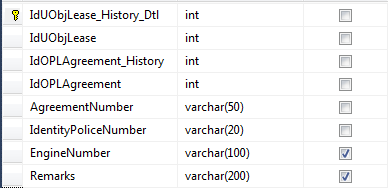 IdUObjLease_History_Dtl int
IdUObjLease int
IdOPLAgreement_History int
IdOPLAgreement int
AgreementNumber varchar(50)
IdentityPoliceNumber varchar(20)
EngineNumber varchar(100)
Remarks varchar(200)